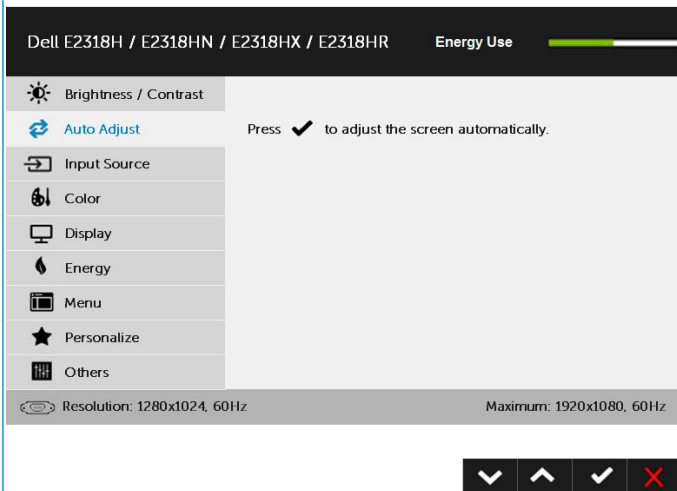 Dell E2318H / E2318HN / E2318HX / E2318HR Energy Use
Brightness / Contrast
Auto Adjust
Press ✔ to adjust the screen automatically.
Input Source
Color
Display
Energy
Menu
Personalize
Others
Resolution: 1280x1024, 60Hz Maximum: 1920x1080, 60Hz